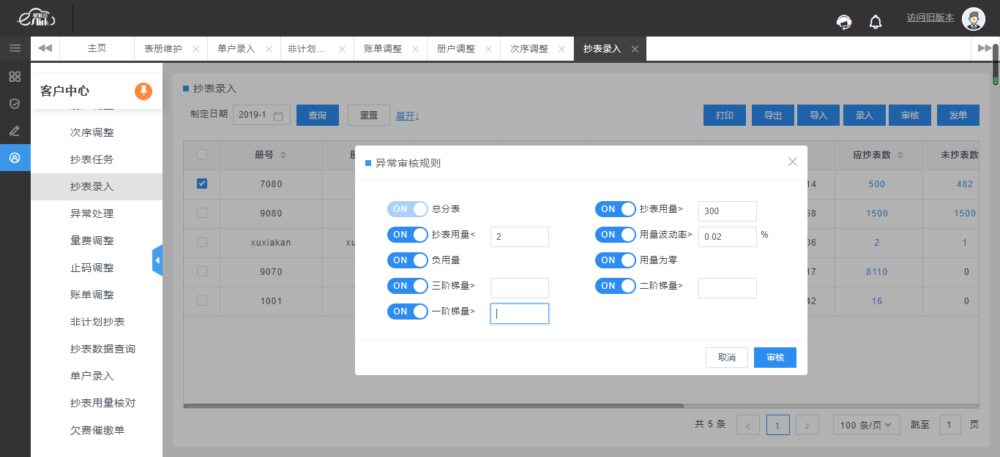 易联云
eslink
访问旧版本
主页
表册维护
单户录入
非计划...
账单调整
册户调整
次序调整
抄表录入
客户中心
次序调整
抄表任务
抄表录入
异常处理
量费调整
止码调整
账单调整
非计划抄表
抄表数据查询
单户录入
抄表用量核对
欠费催缴单
抄表录入
制定日期 2019-1 查询 重置 展开↓ 打印 导出 导入 录入 审核 发单
册号 应抄表数 未抄表数
7080 14 500 482
9080 58 1500 1500
xuxiakan xu 06 2 1
9070 17 8110 0
1001 42 16 0
异常审核规则
ON 总分表 ON 抄表用量> 300
ON 抄表用量< 2 ON 用量波动率> 0.02 %
ON 负用量 ON 用量为零
ON 三阶梯量> ON 二阶梯量>
ON 一阶梯量>
取消 审核
共 5 条 < 1 > 100 条/页 跳至 1 页